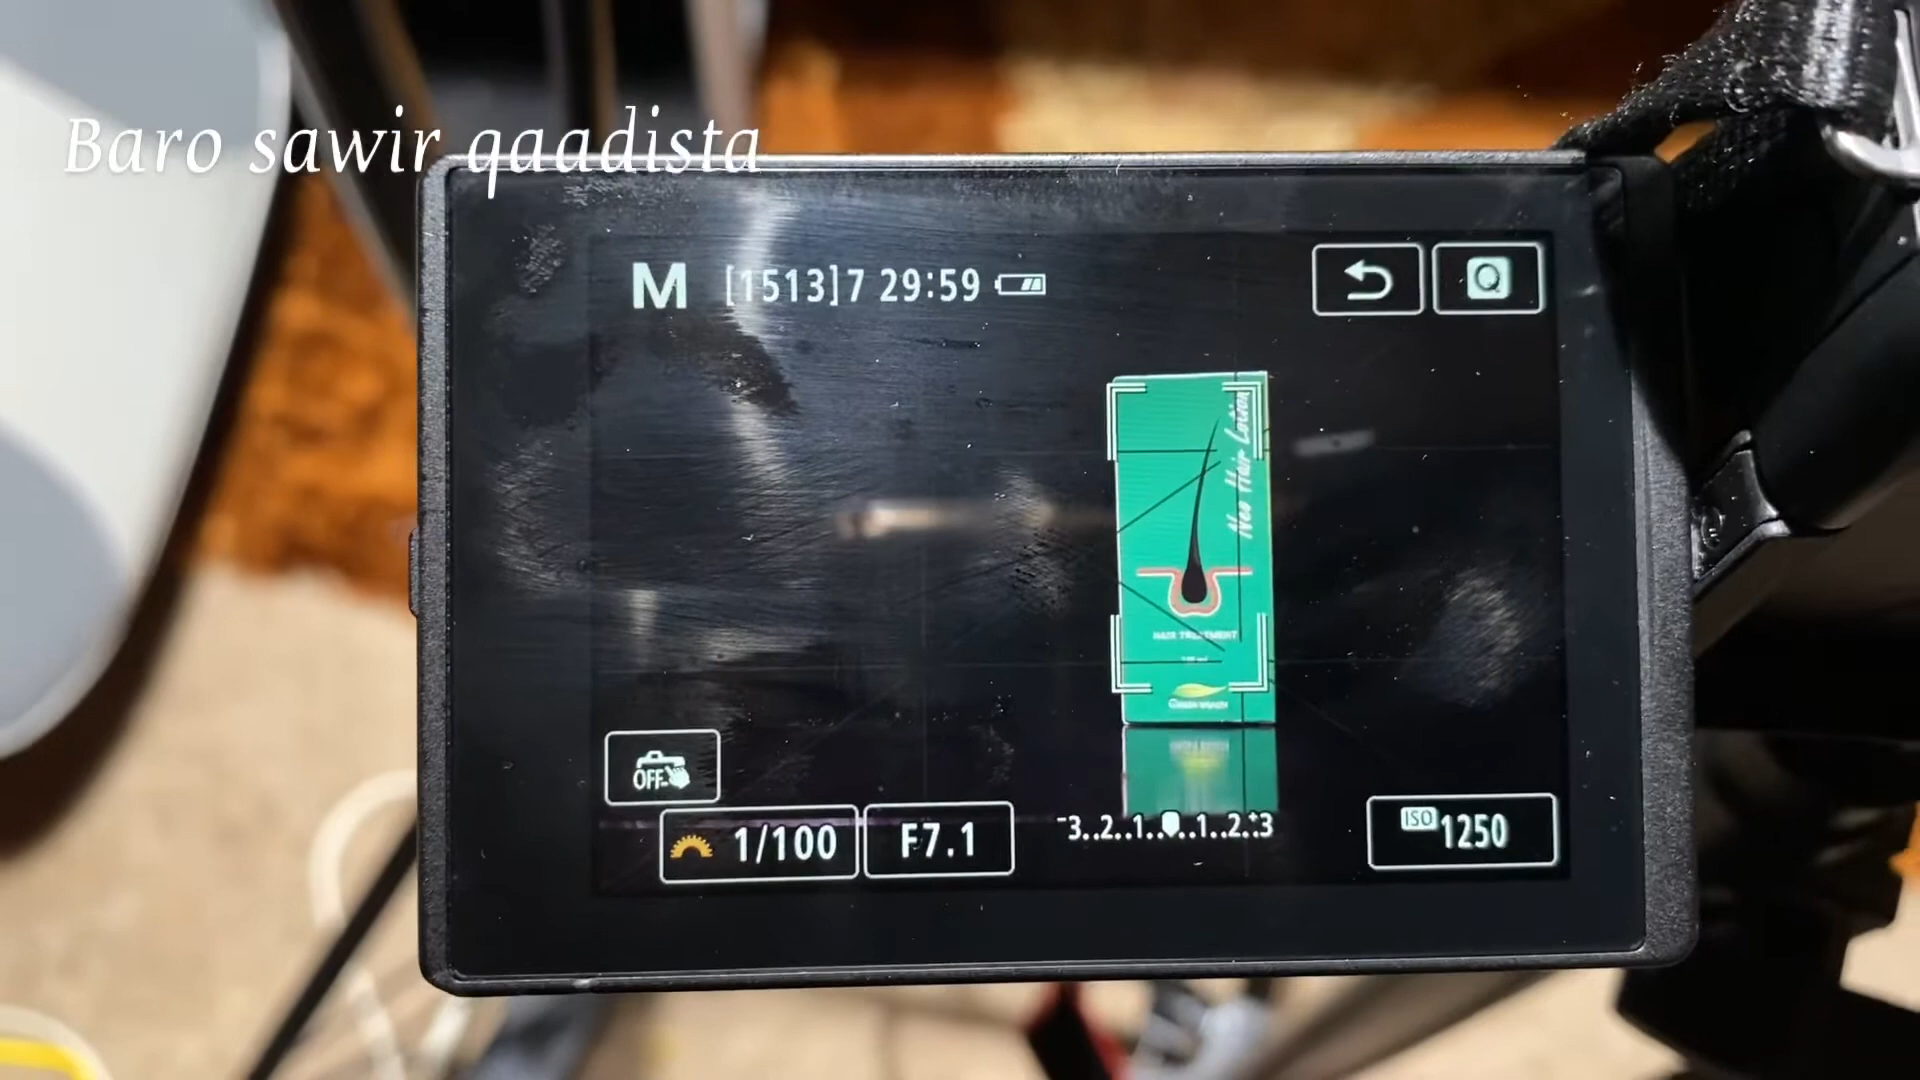 Baro sawir qaadista
M [1513]7 29:59
Q
Neo Hair Lotion
HAIR TREATMENT
OFF
1/100 F7.1 -3..2..1..0..1..2..+3 ISO 1250